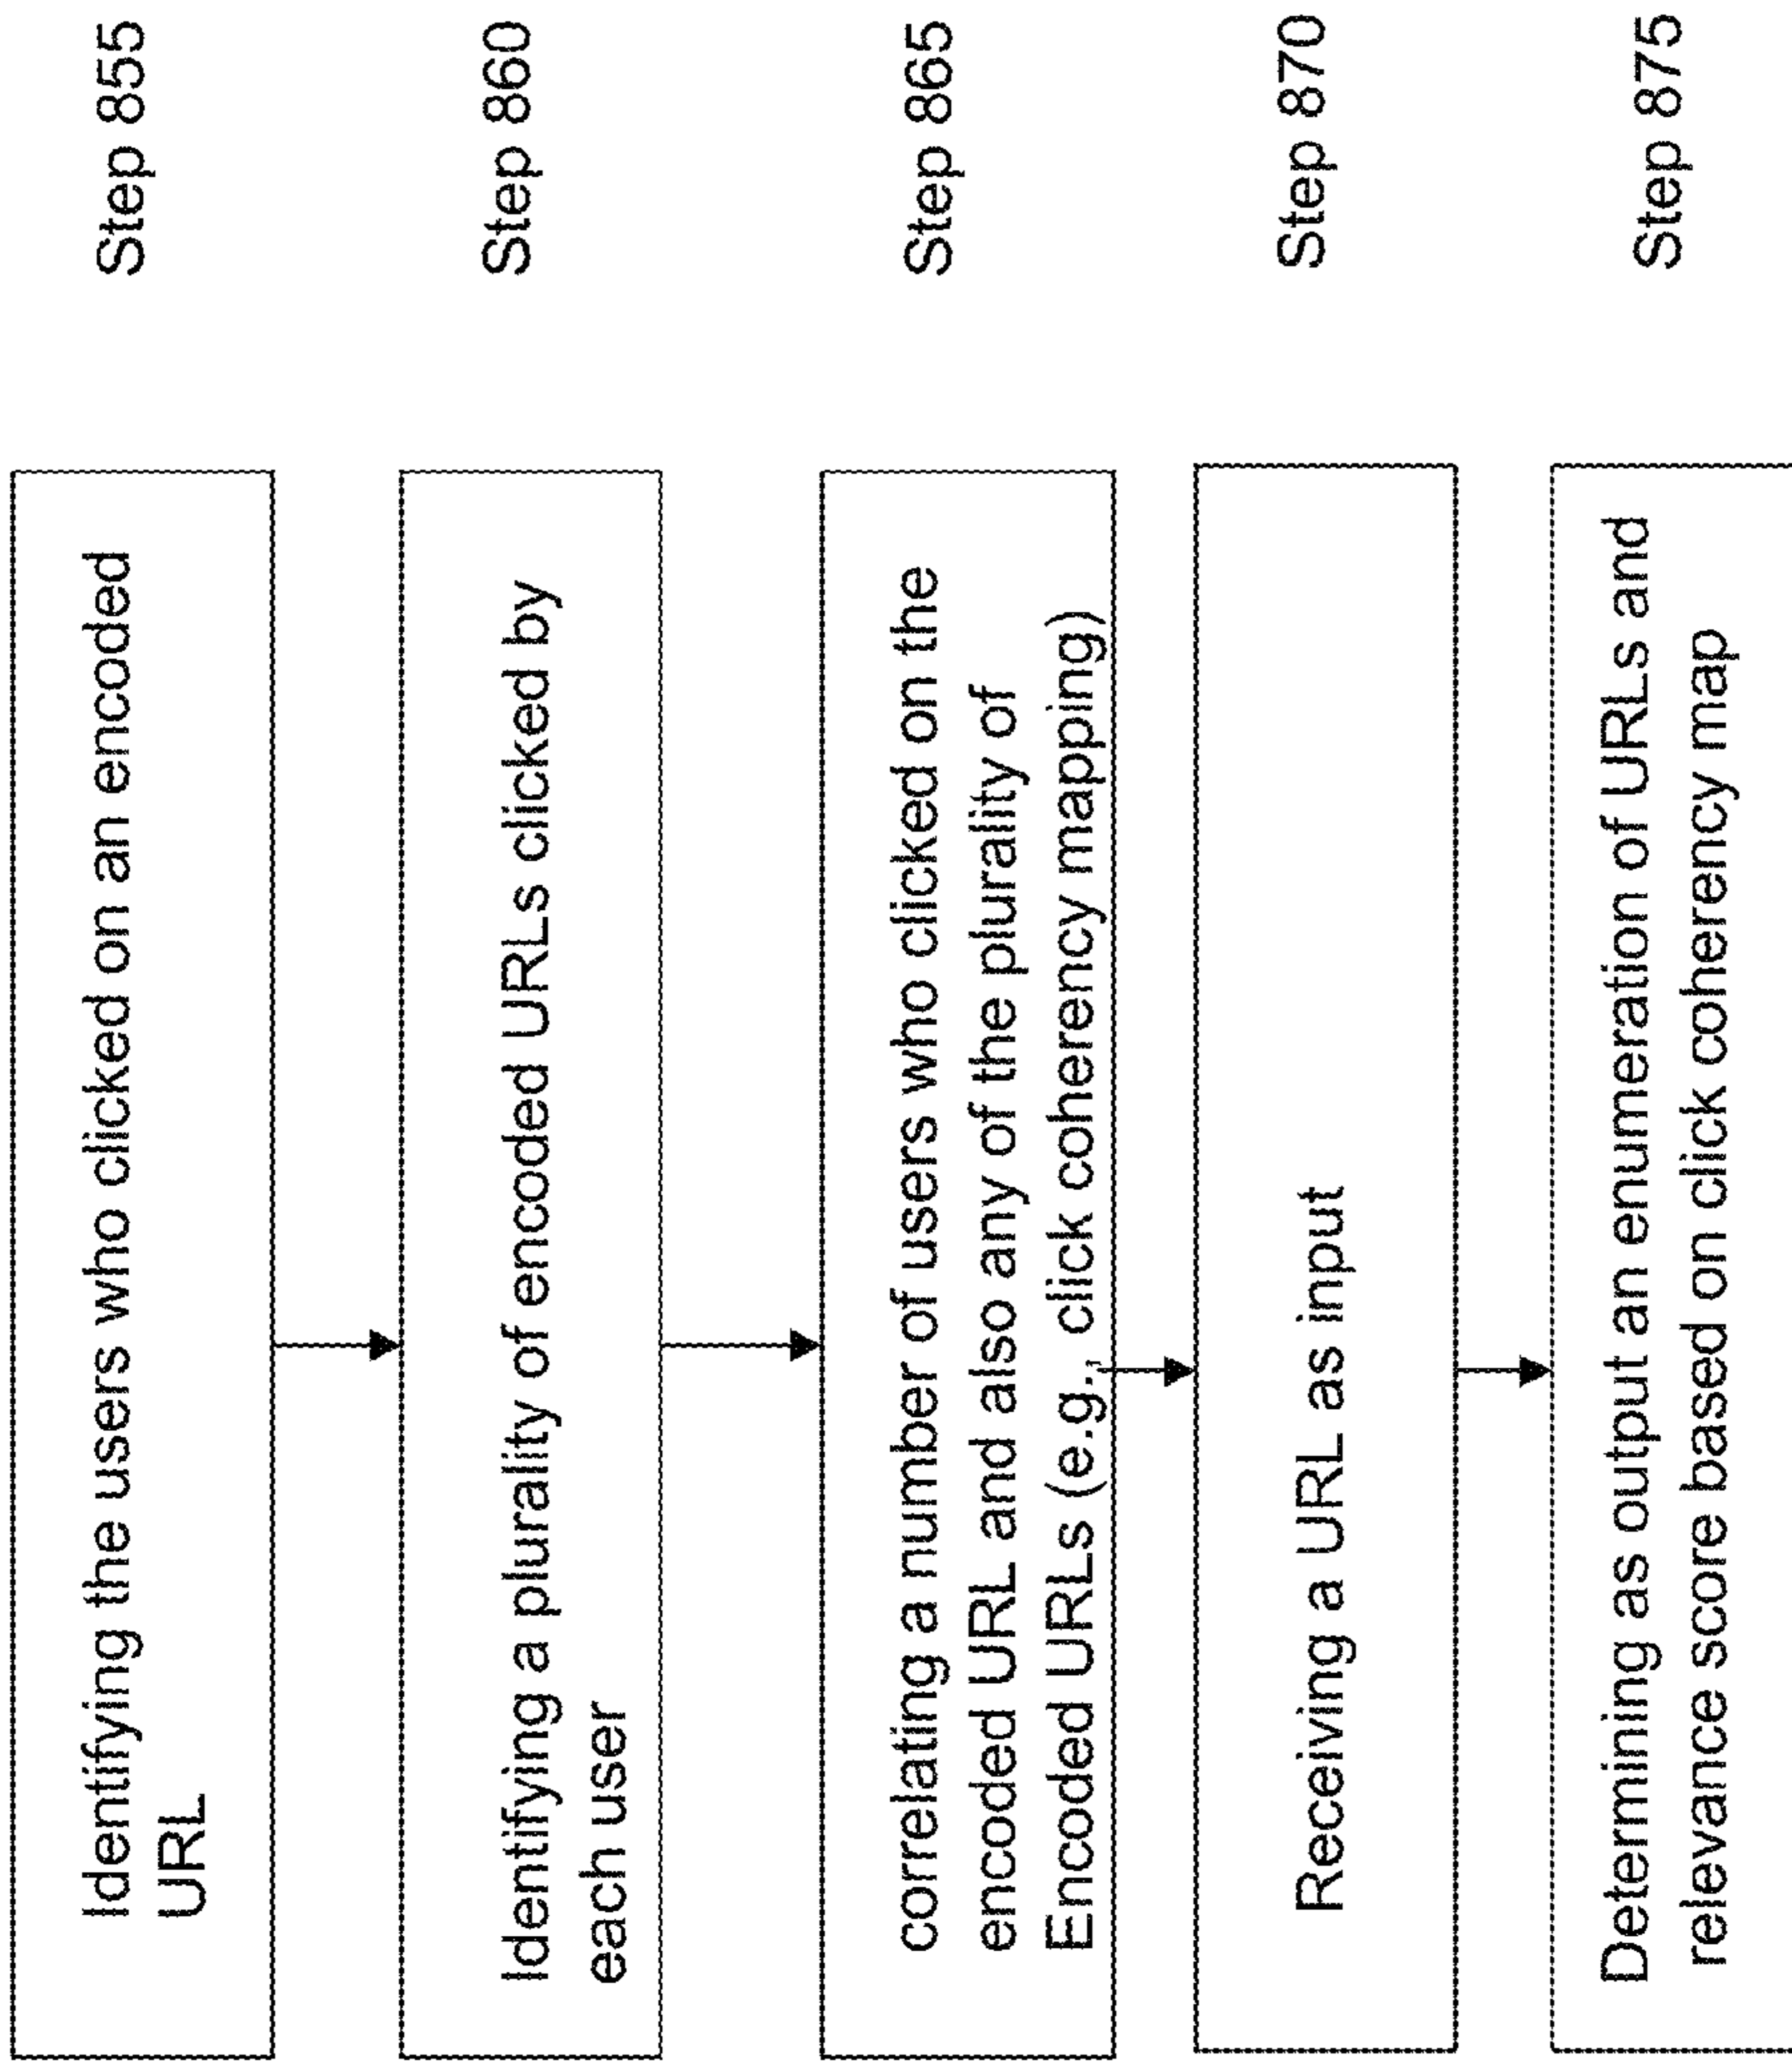 Identifying the users who clicked on an encoded
URL
Step 855
Identifying a plurality of encoded URLs clicked by
each user
Step 860
correlating a number of users who clicked on the
encoded URL and also any of the plurality of
Encoded URLs (e.g., click coherency mapping)
Step 865
Receiving a URL as input
Step 870
Determining as output an enumeration of URLs and
relevance score based on click coherency map
Step 875